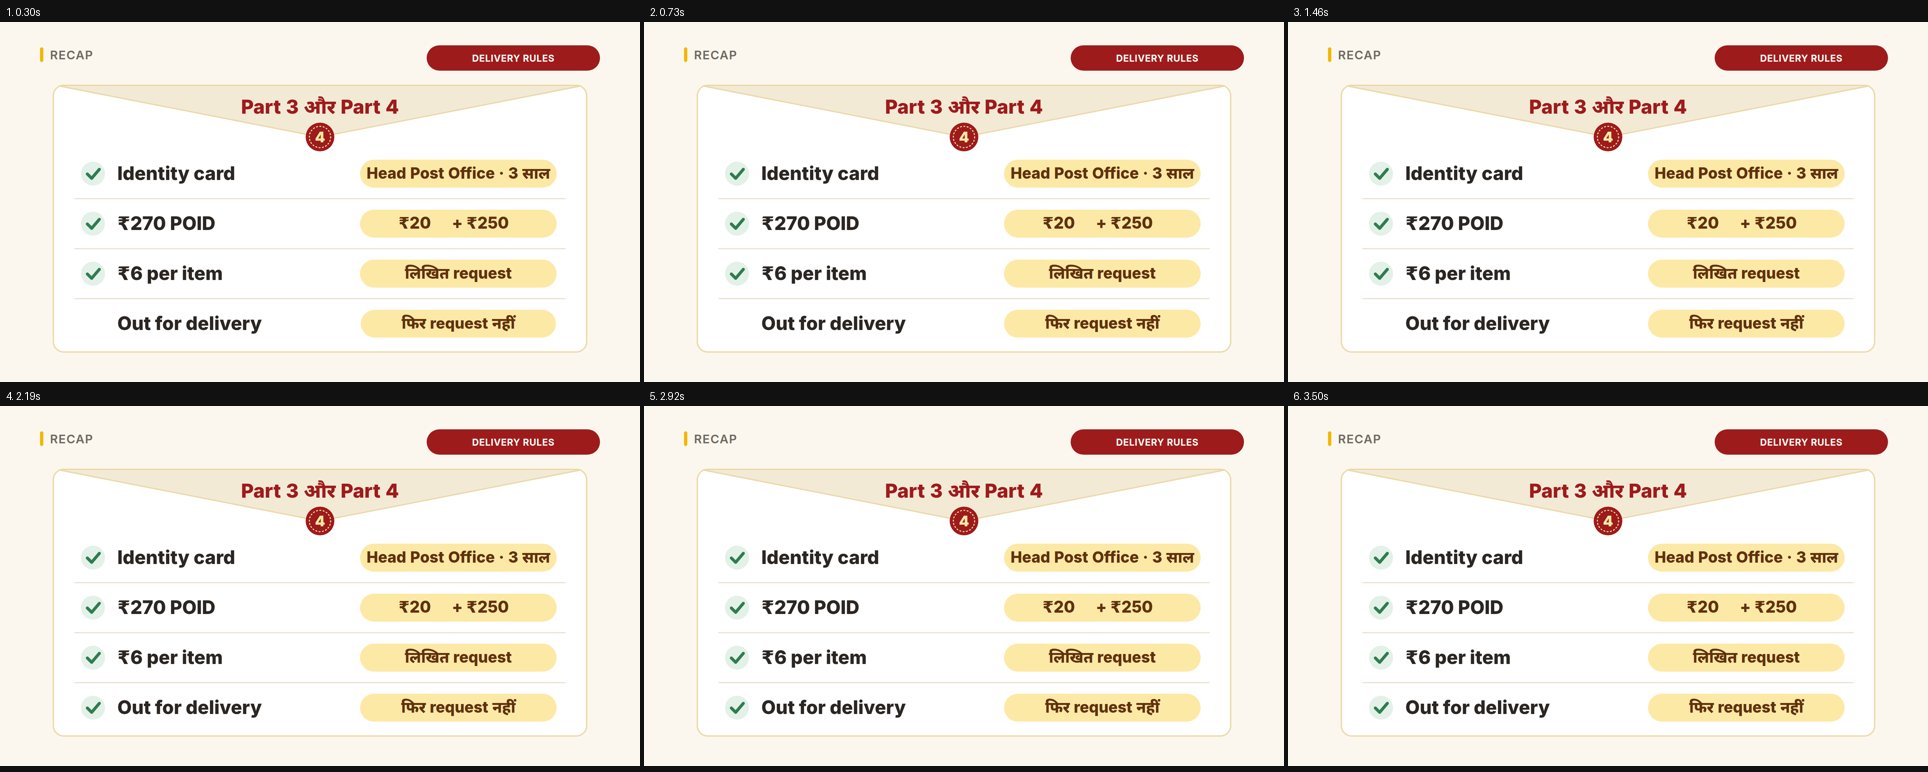 1. 0.30s
RECAP
DELIVERY RULES
Part 3 और Part 4
4
Identity card
Head Post Office · 3 साल
₹270 POID
₹20 + ₹250
₹6 per item
लिखित request
Out for delivery
फिर request नहीं
2. 0.73s
RECAP
DELIVERY RULES
Part 3 और Part 4
4
Identity card
Head Post Office · 3 साल
₹270 POID
₹20 + ₹250
₹6 per item
लिखित request
Out for delivery
फिर request नहीं
3. 1.46s
RECAP
DELIVERY RULES
Part 3 और Part 4
4
Identity card
Head Post Office · 3 साल
₹270 POID
₹20 + ₹250
₹6 per item
लिखित request
Out for delivery
फिर request नहीं
4. 2.19s
RECAP
DELIVERY RULES
Part 3 और Part 4
4
Identity card
Head Post Office · 3 साल
₹270 POID
₹20 + ₹250
₹6 per item
लिखित request
Out for delivery
फिर request नहीं
5. 2.92s
RECAP
DELIVERY RULES
Part 3 और Part 4
4
Identity card
Head Post Office · 3 साल
₹270 POID
₹20 + ₹250
₹6 per item
लिखित request
Out for delivery
फिर request नहीं
6. 3.50s
RECAP
DELIVERY RULES
Part 3 और Part 4
4
Identity card
Head Post Office · 3 साल
₹270 POID
₹20 + ₹250
₹6 per item
लिखित request
Out for delivery
फिर request नहीं